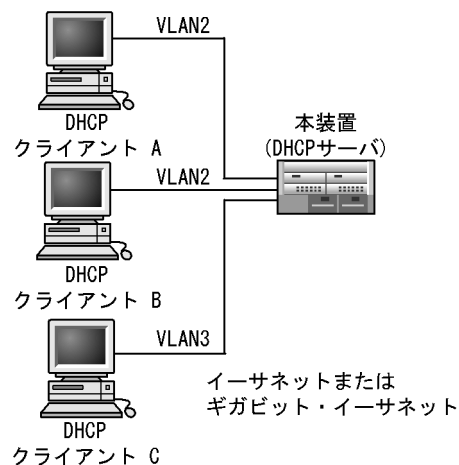 VLAN2
DHCP
クライアント A
本装置
(DHCPサーバ)
VLAN2
DHCP
クライアント B
VLAN3
DHCP
クライアント C
イーサネットまたは
ギガビット・イーサネット